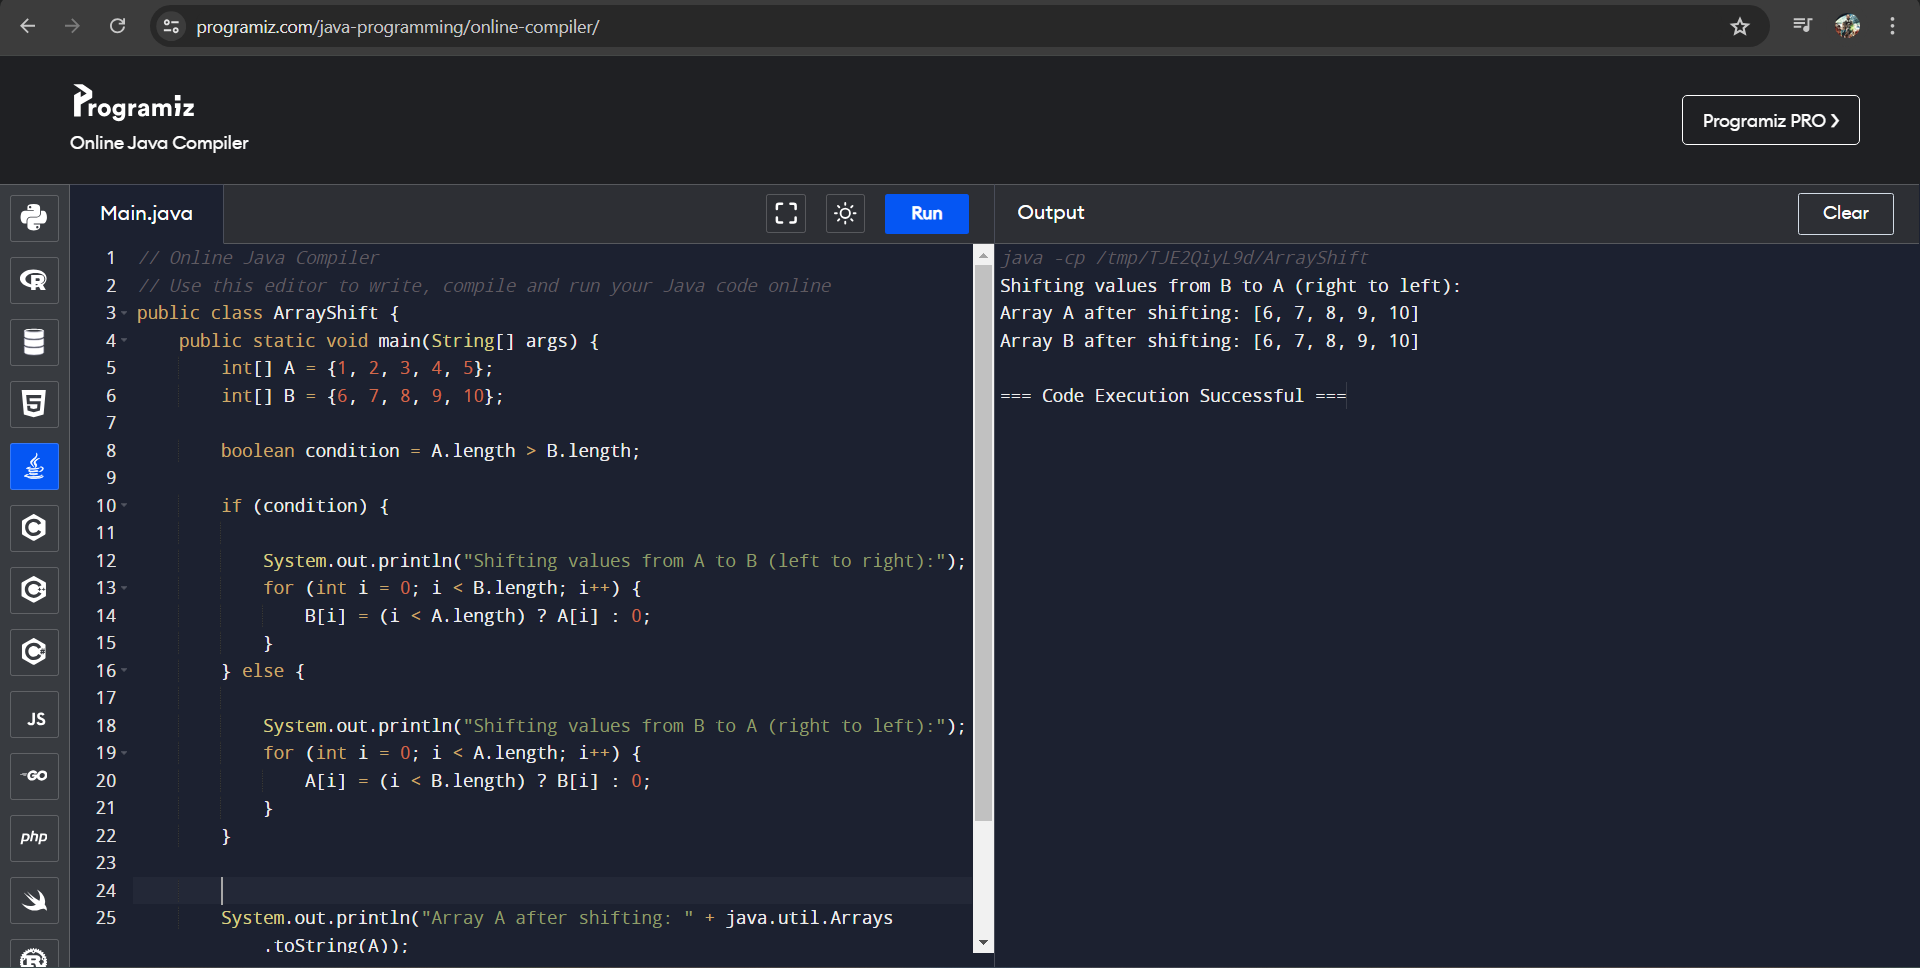 programiz.com/java-programming/online-compiler/
Programiz
Online Java Compiler
Programiz PRO ❯
Main.java
Run
Output
Clear
1 // Online Java Compiler
2 // Use this editor to write, compile and run your Java code online
3 public class ArrayShift {
4     public static void main(String[] args) {
5         int[] A = {1, 2, 3, 4, 5};
6         int[] B = {6, 7, 8, 9, 10};
7
8         boolean condition = A.length > B.length;
9
10         if (condition) {
11
12             System.out.println("Shifting values from A to B (left to right):");
13             for (int i = 0; i < B.length; i++) {
14                 B[i] = (i < A.length) ? A[i] : 0;
15             }
16         } else {
17
18             System.out.println("Shifting values from B to A (right to left):");
19             for (int i = 0; i < A.length; i++) {
20                 A[i] = (i < B.length) ? B[i] : 0;
21             }
22         }
23
24
25         System.out.println("Array A after shifting: " + java.util.Arrays
            .toString(A));
java -cp /tmp/TJE2QiyL9d/ArrayShift
Shifting values from B to A (right to left):
Array A after shifting: [6, 7, 8, 9, 10]
Array B after shifting: [6, 7, 8, 9, 10]
=== Code Execution Successful ===
R
5
C
C++
C#
JS
GO
php
R